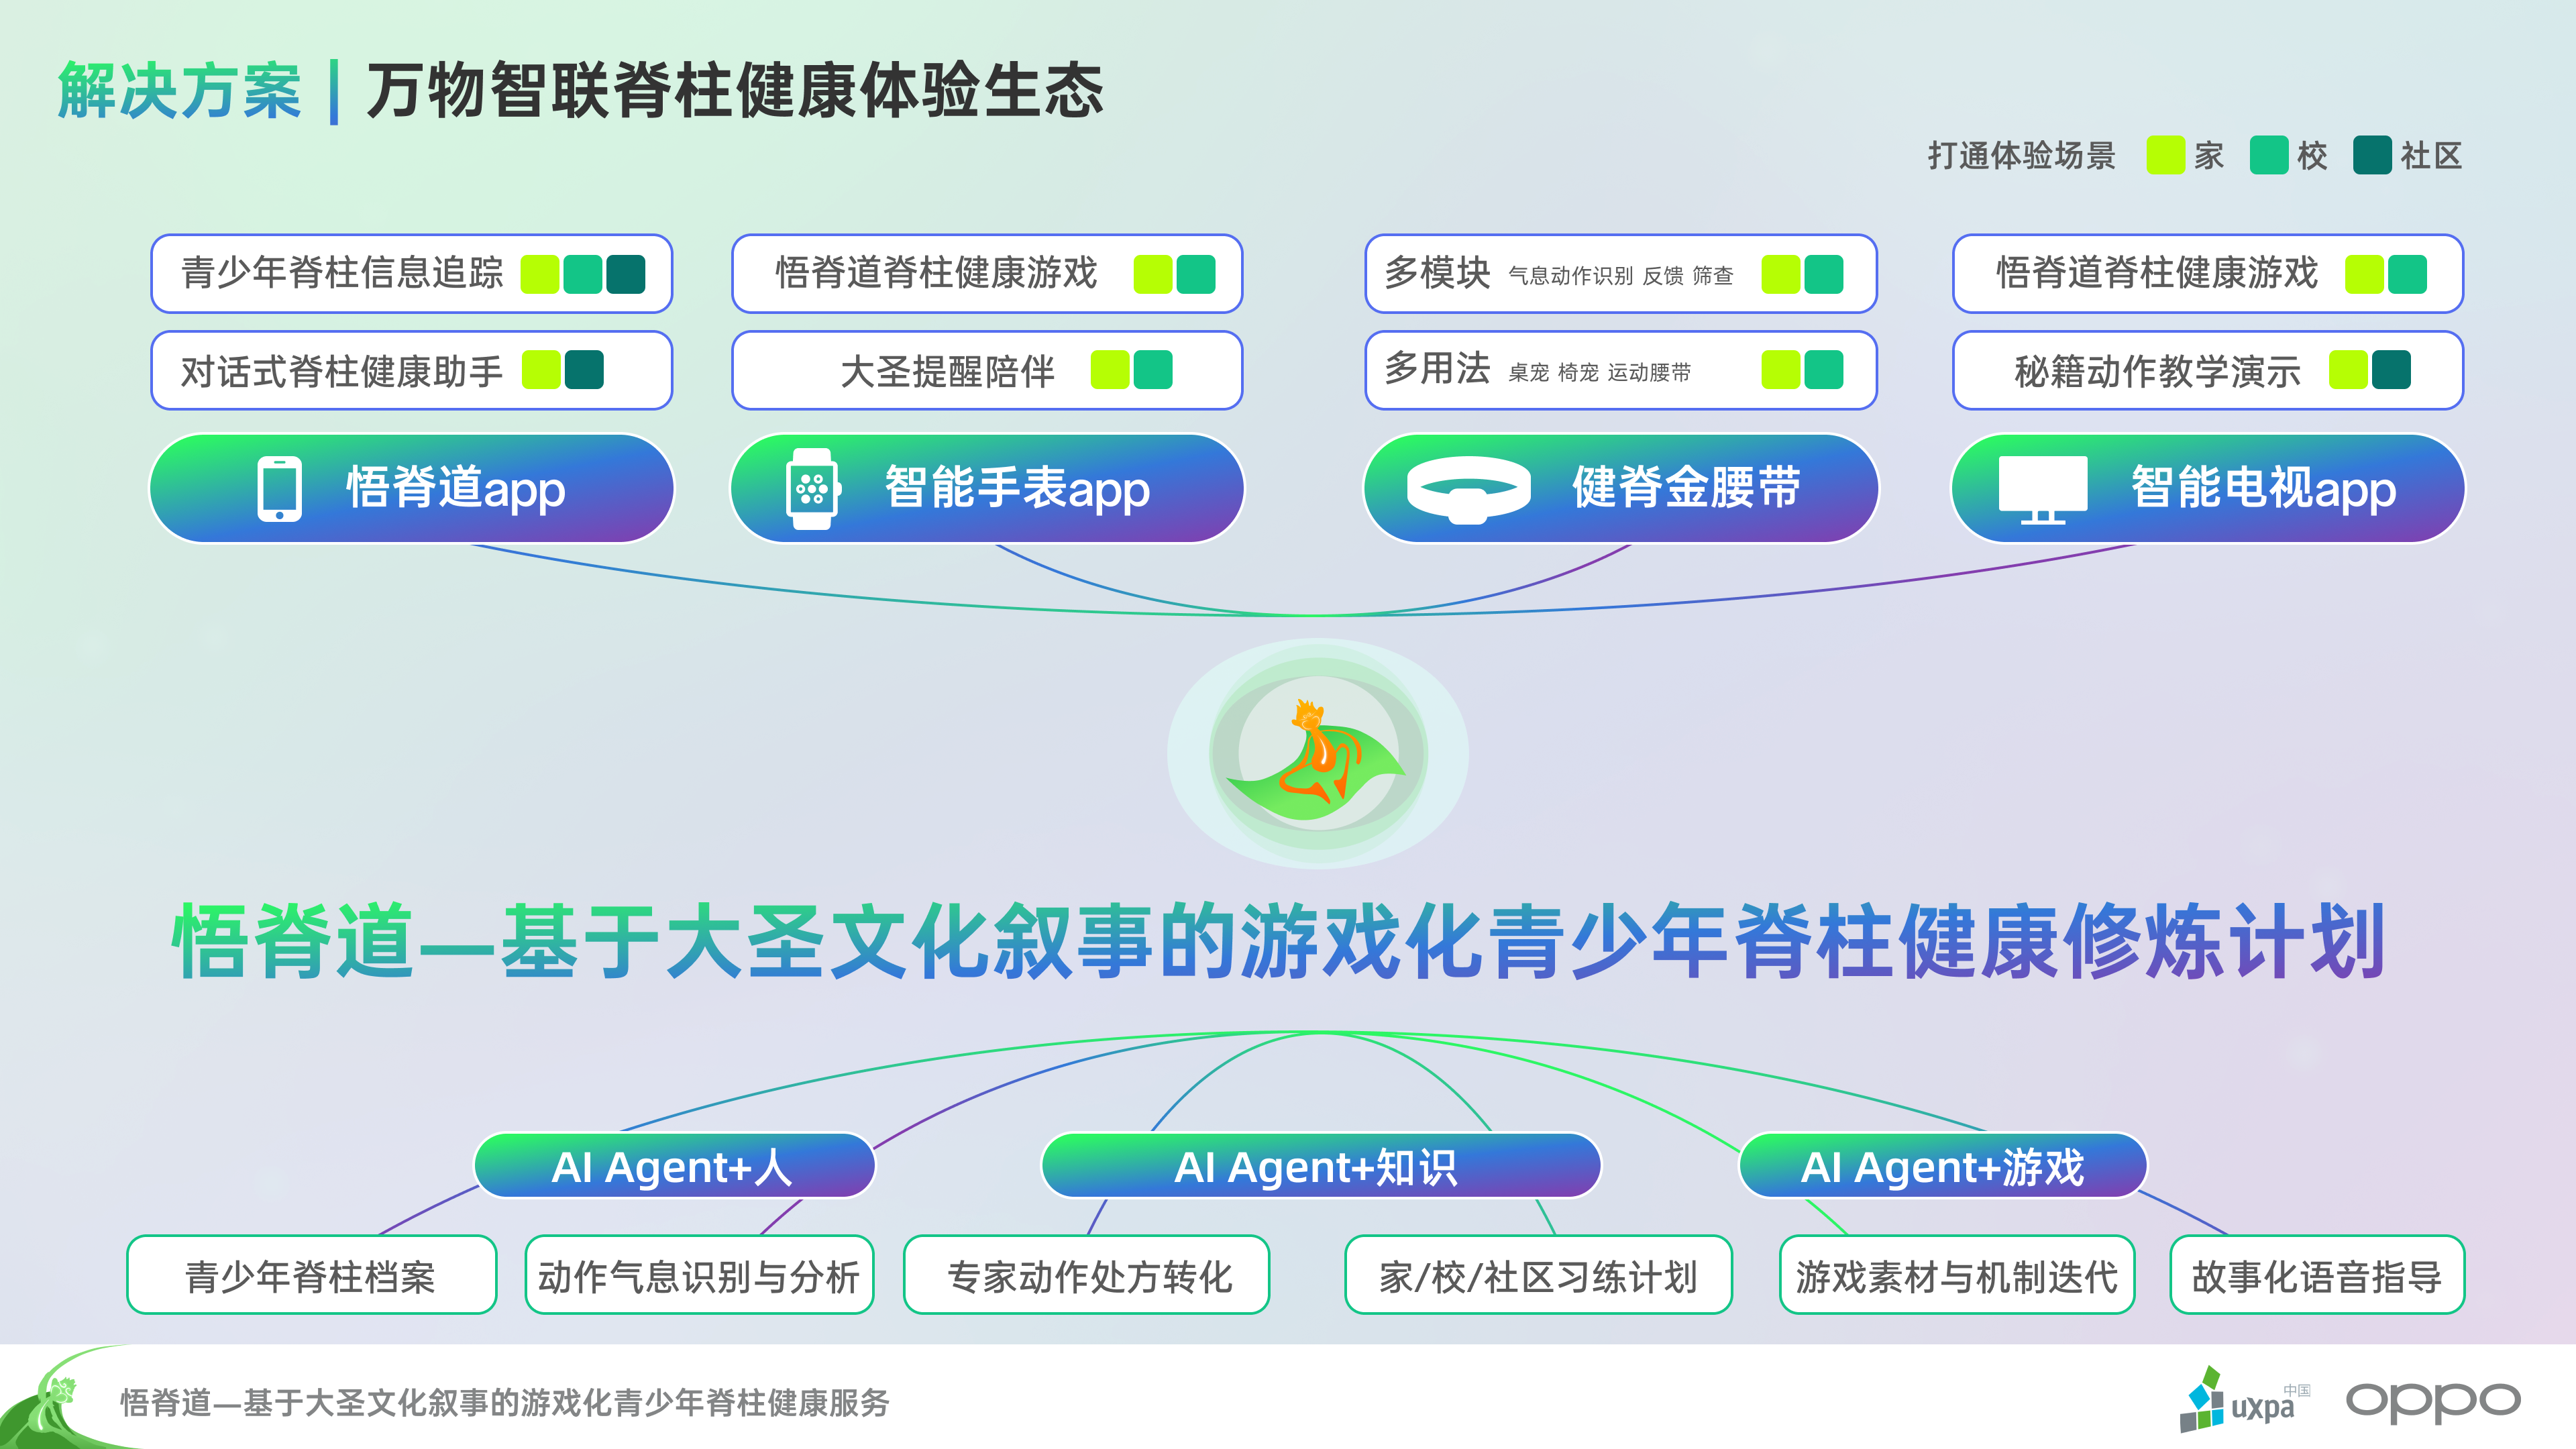 解决方案 | 万物智联脊柱健康体验生态
打通体验场景 家 校 社区
青少年脊柱信息追踪
悟脊道脊柱健康游戏
多模块 气息动作识别 反馈 筛查
悟脊道脊柱健康游戏
对话式脊柱健康助手
大圣提醒陪伴
多用法 桌宠 椅宠 运动腰带
秘籍动作教学演示
悟脊道app
智能手表app
健脊金腰带
智能电视app
悟脊道—基于大圣文化叙事的游戏化青少年脊柱健康修炼计划
AI Agent+人
AI Agent+知识
AI Agent+游戏
青少年脊柱档案
动作气息识别与分析
专家动作处方转化
家/校/社区习练计划
游戏素材与机制迭代
故事化语音指导
悟脊道—基于大圣文化叙事的游戏化青少年脊柱健康服务
uxpa中国
oppo